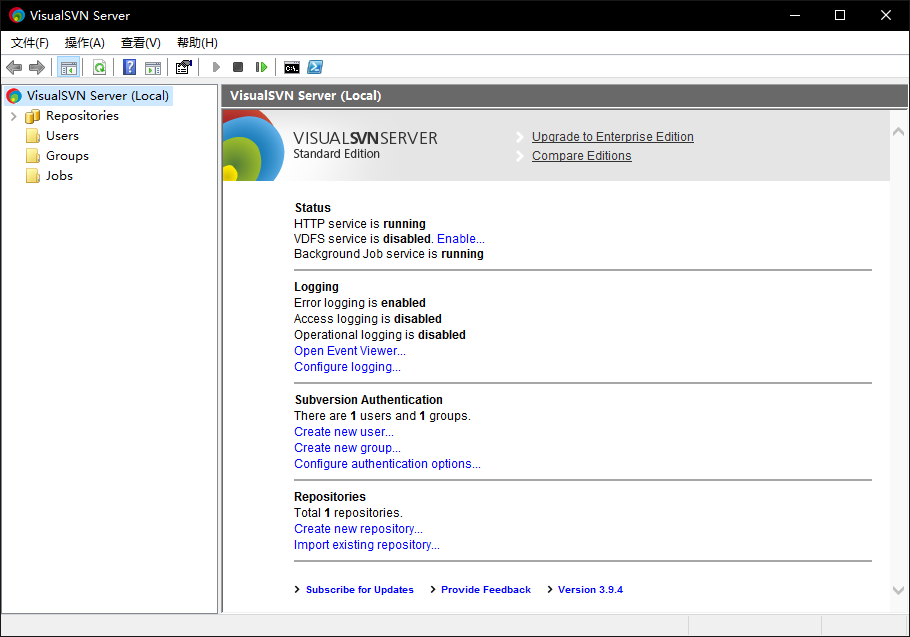 VisualSVN Server
文件(F) 操作(A) 查看(V) 帮助(H)
C:\.
VisualSVN Server (Local)
Repositories
Users
Groups
Jobs
VisualSVN Server (Local)
VISUALSVNSERVER
Standard Edition
Upgrade to Enterprise Edition
Compare Editions
Status
HTTP service is running
VDFS service is disabled. Enable...
Background Job service is running
Logging
Error logging is enabled
Access logging is disabled
Operational logging is disabled
Open Event Viewer...
Configure logging...
Subversion Authentication
There are 1 users and 1 groups.
Create new user...
Create new group...
Configure authentication options...
Repositories
Total 1 repositories.
Create new repository...
Import existing repository...
Subscribe for Updates Provide Feedback Version 3.9.4